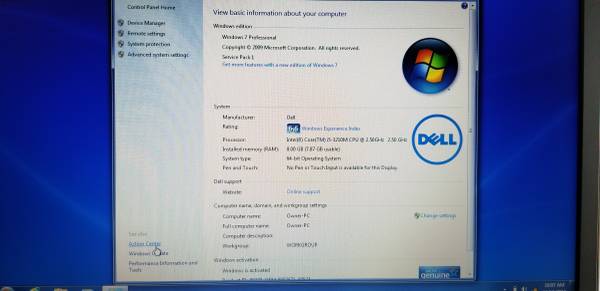 Control Panel Home
Device Manager
Remote settings
System protection
Advanced system settings
See also
Action Center
Windows Update
Performance Information and
Tools
View basic information about your computer
Windows edition
Windows 7 Professional
Copyright © 2009 Microsoft Corporation. All rights reserved.
Service Pack 1
Get more features with a new edition of Windows 7
System
Manufacturer: Dell
Rating: Windows Experience Index
Processor: Intel(R) Core(TM) i5-3210M CPU @ 2.50GHz 2.50 GHz
Installed memory (RAM): 8.00 GB (7.87 GB usable)
System type: 64-bit Operating System
Pen and Touch: No Pen or Touch Input is available for this Display
DELL
Dell support
Website: Online support
Computer name, domain, and workgroup settings
Computer name: Owner-PC
Change settings
Full computer name: Owner-PC
Computer description:
Workgroup: WORKGROUP
Windows activation
Windows is activated
genuine